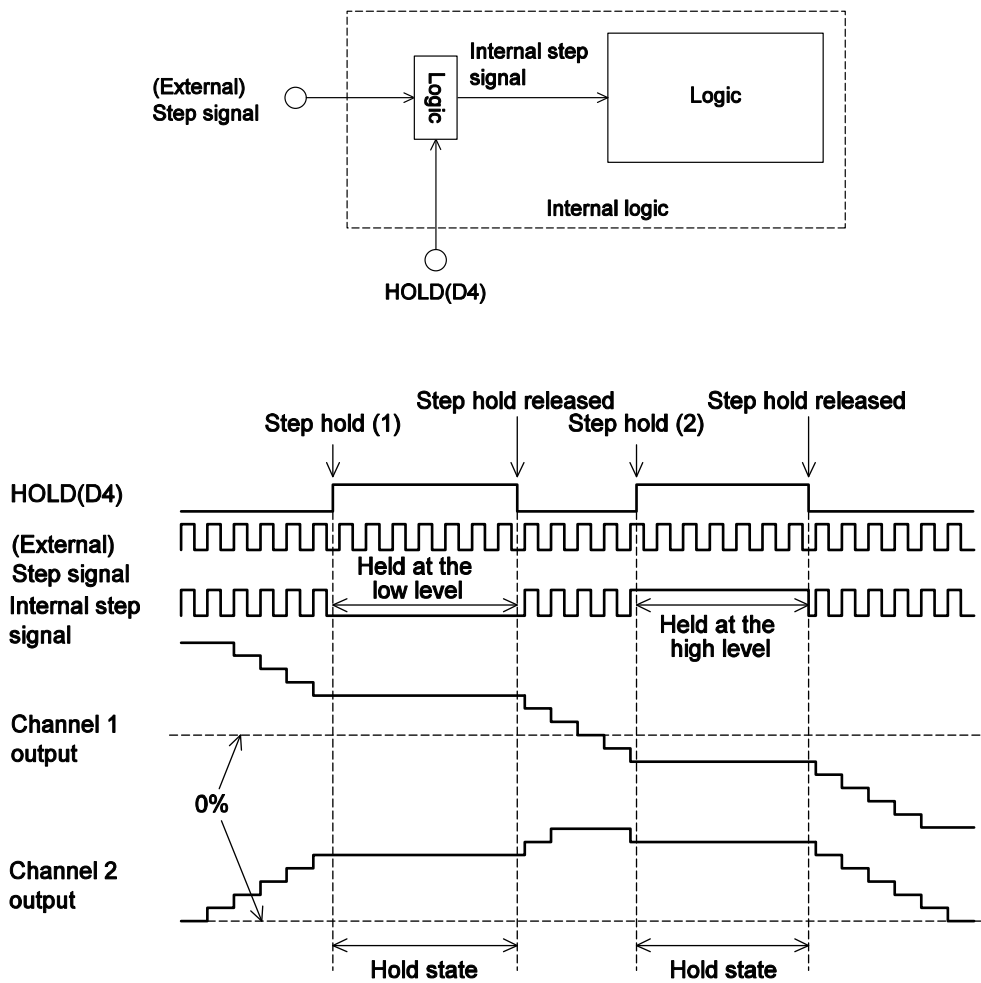 Internal step
signal
(External)
Step signal
Logic
Logic
Internal logic
HOLD(D4)
Step hold released
Step hold released
Step hold (1)
Step hold (2)
HOLD(D4)
(External)
Step signal
Held at the
low level
Internal step
signal
Held at the
high level
Channel 1
output
0%
Channel 2
output
Hold state
Hold state